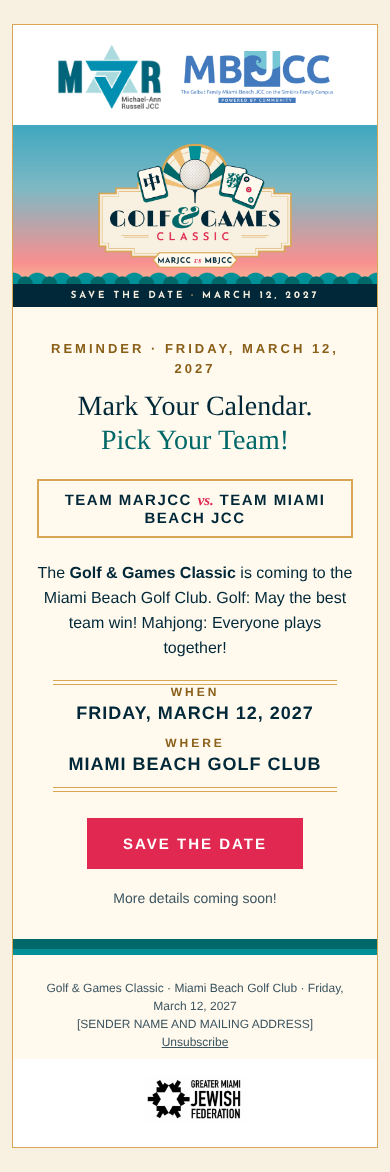 MAR
Michael-Ann
Russell JCC
MBJCC
The Galbut Family Miami Beach JCC on the Simkins Family Campus
POWERED BY COMMUNITY
中
發
GOLF & GAMES
CLASSIC
MARJCC vs MBJCC
SAVE THE DATE · MARCH 12, 2027
REMINDER · FRIDAY, MARCH 12,
2027
Mark Your Calendar.
Pick Your Team!
TEAM MARJCC vs. TEAM MIAMI
BEACH JCC
The Golf & Games Classic is coming to the
Miami Beach Golf Club. Golf: May the best
team win! Mahjong: Everyone plays
together!
WHEN
FRIDAY, MARCH 12, 2027
WHERE
MIAMI BEACH GOLF CLUB
SAVE THE DATE
More details coming soon!
Golf & Games Classic · Miami Beach Golf Club · Friday,
March 12, 2027
[SENDER NAME AND MAILING ADDRESS]
Unsubscribe
GREATER MIAMI
JEWISH
FEDERATION